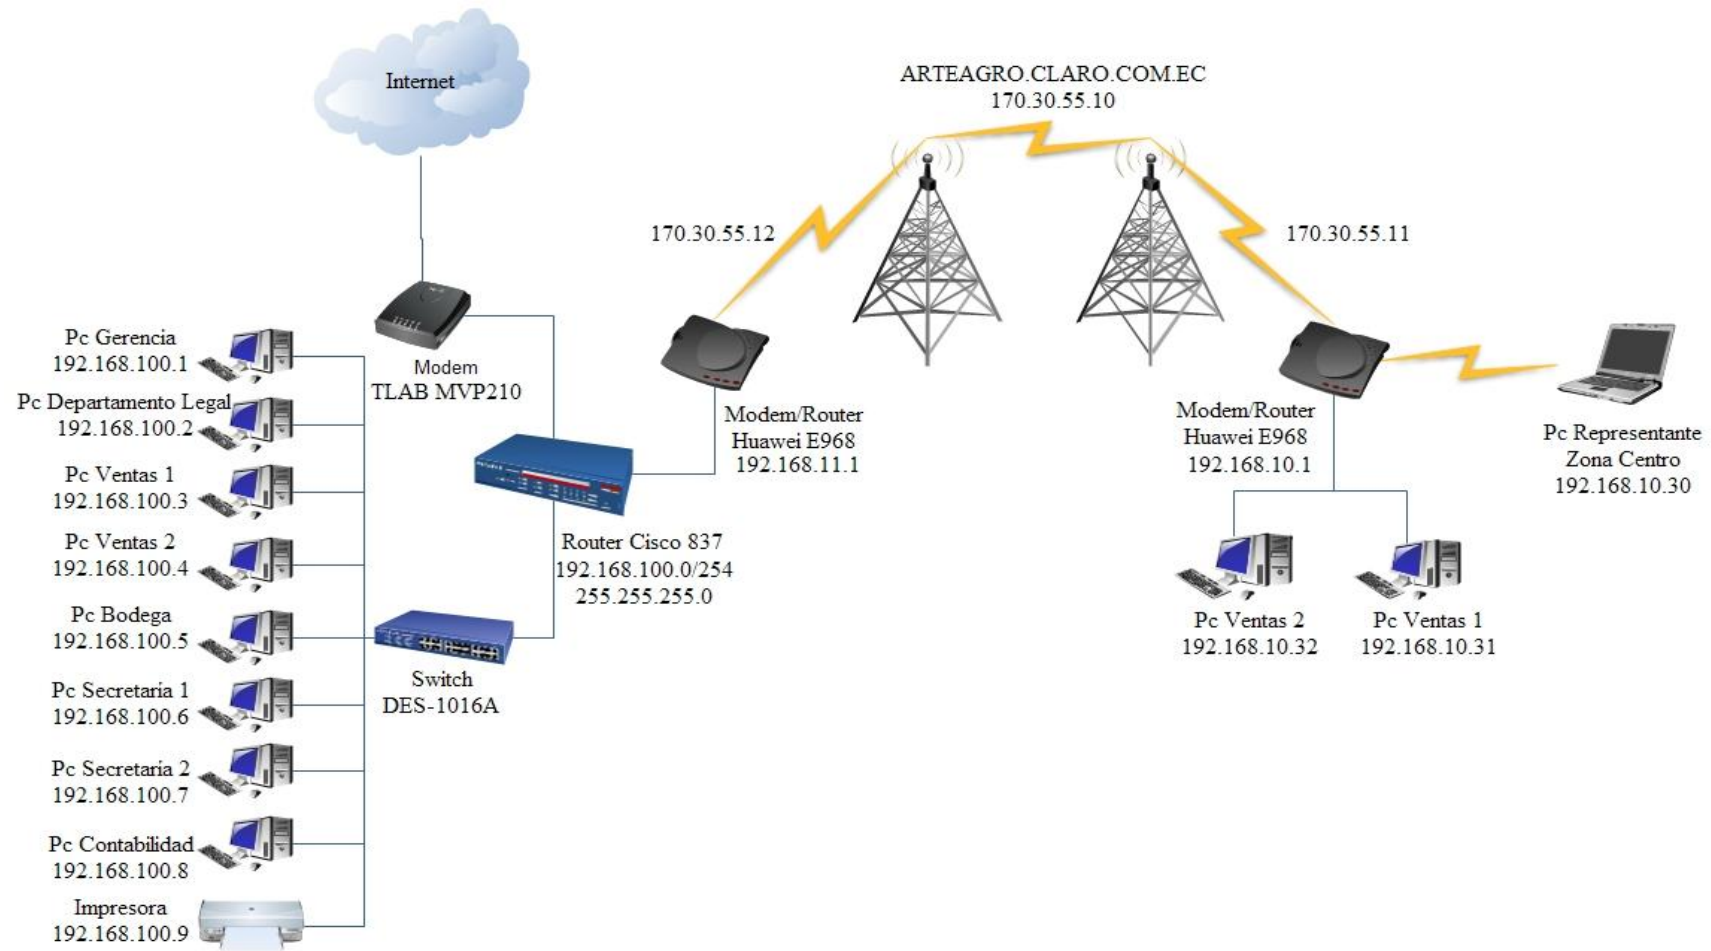 Internet
ARTEAGRO.CLARO.COM.EC
170.30.55.10
170.30.55.12
170.30.55.11
Pc Gerencia
192.168.100.1
Pc Departamento Legal
192.168.100.2
Pc Ventas 1
192.168.100.3
Pc Ventas 2
192.168.100.4
Pc Bodega
192.168.100.5
Pc Secretaria 1
192.168.100.6
Pc Secretaria 2
192.168.100.7
Pc Contabilidad
192.168.100.8
Impresora
192.168.100.9
Modem
TLAB MVP210
Router Cisco 837
192.168.100.0/254
255.255.255.0
Switch
DES-1016A
Modem/Router
Huawei E968
192.168.11.1
Modem/Router
Huawei E968
192.168.10.1
Pc Representante
Zona Centro
192.168.10.30
Pc Ventas 2
192.168.10.32
Pc Ventas 1
192.168.10.31